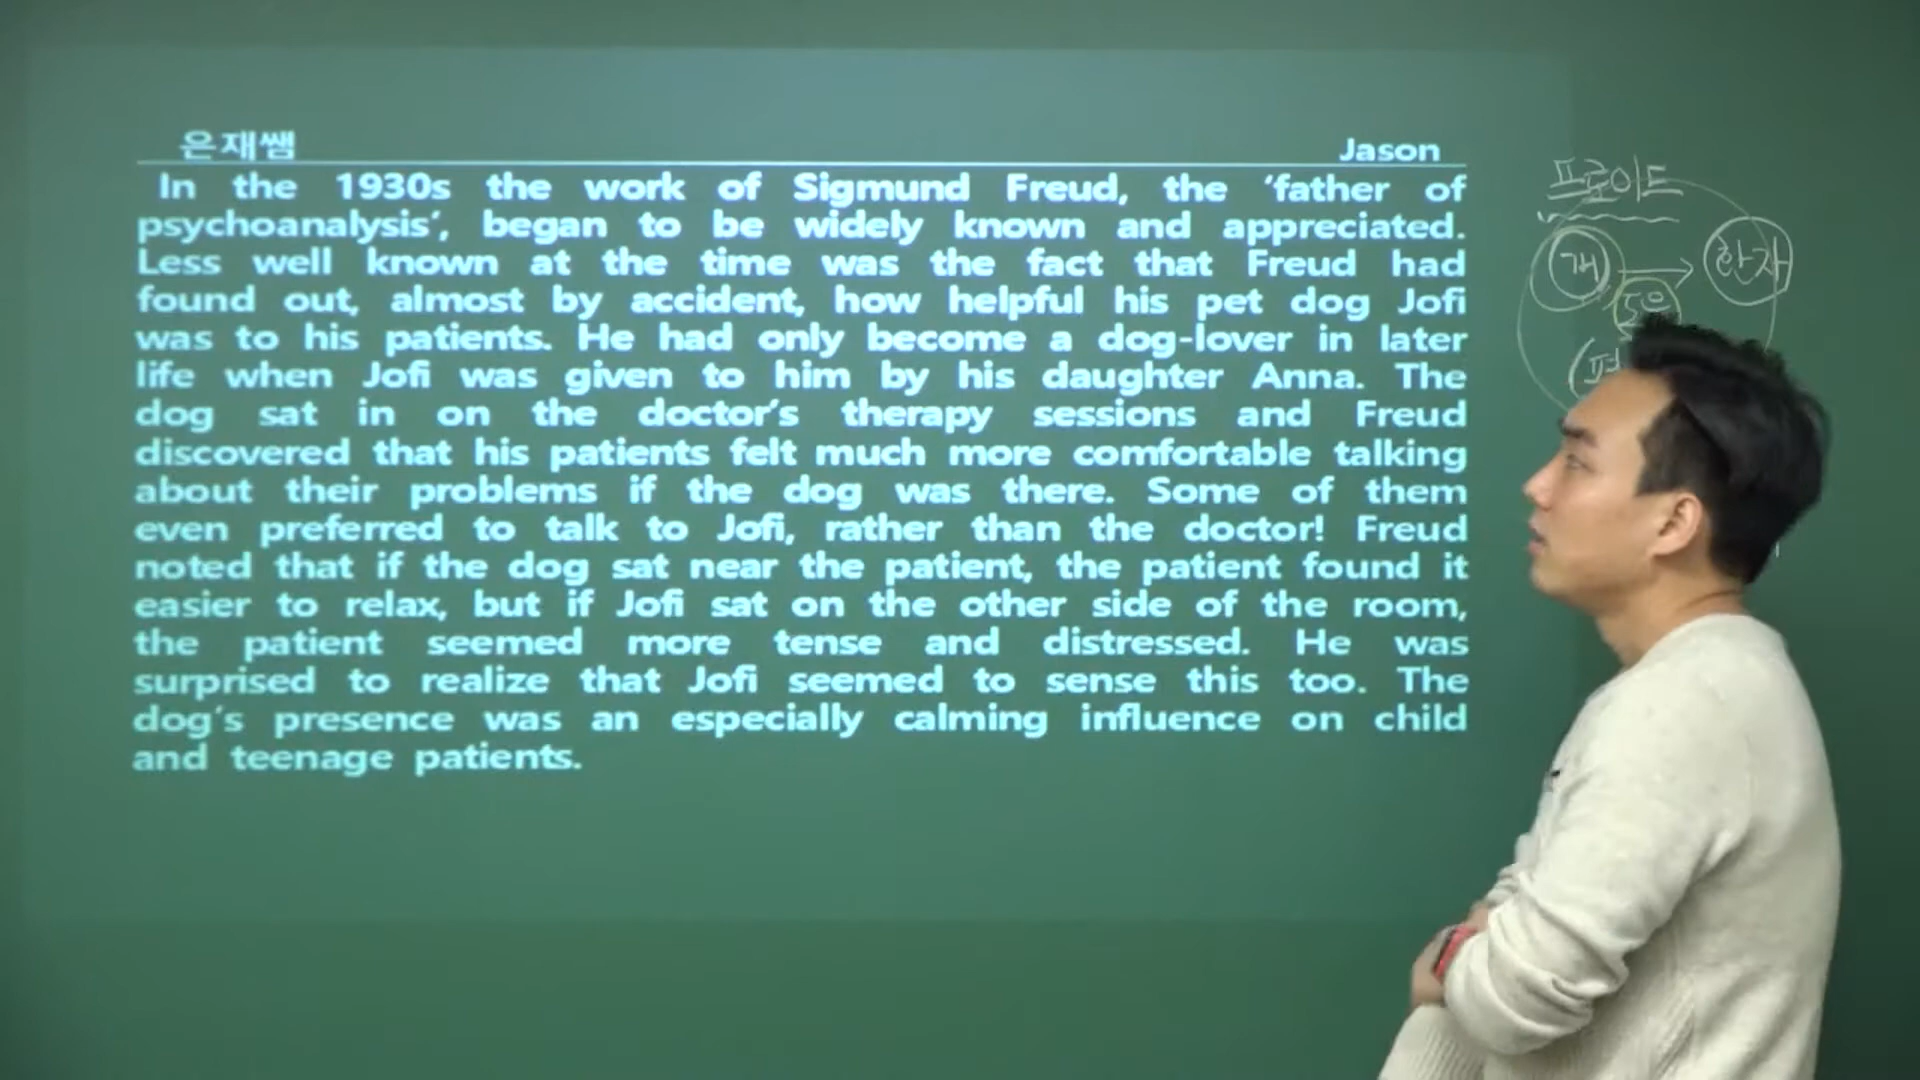 은재쌤 Jason
In the 1930s the work of Sigmund Freud, the ‘father of
psychoanalysis’, began to be widely known and appreciated.
Less well known at the time was the fact that Freud had
found out, almost by accident, how helpful his pet dog Jofi
was to his patients. He had only become a dog-lover in later
life when Jofi was given to him by his daughter Anna. The
dog sat in on the doctor’s therapy sessions and Freud
discovered that his patients felt much more comfortable talking
about their problems if the dog was there. Some of them
even preferred to talk to Jofi, rather than the doctor! Freud
noted that if the dog sat near the patient, the patient found it
easier to relax, but if Jofi sat on the other side of the room,
the patient seemed more tense and distressed. He was
surprised to realize that Jofi seemed to sense this too. The
dog’s presence was an especially calming influence on child
and teenage patients.
프로이드
개 → 환자
도움